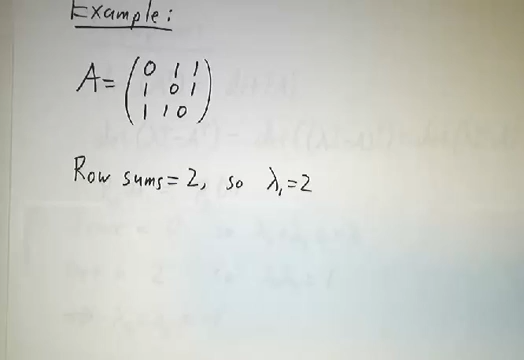 Example:
A = ( 0 1 1
1 0 1
1 1 0 )
Row sums = 2, so λ₁ = 2